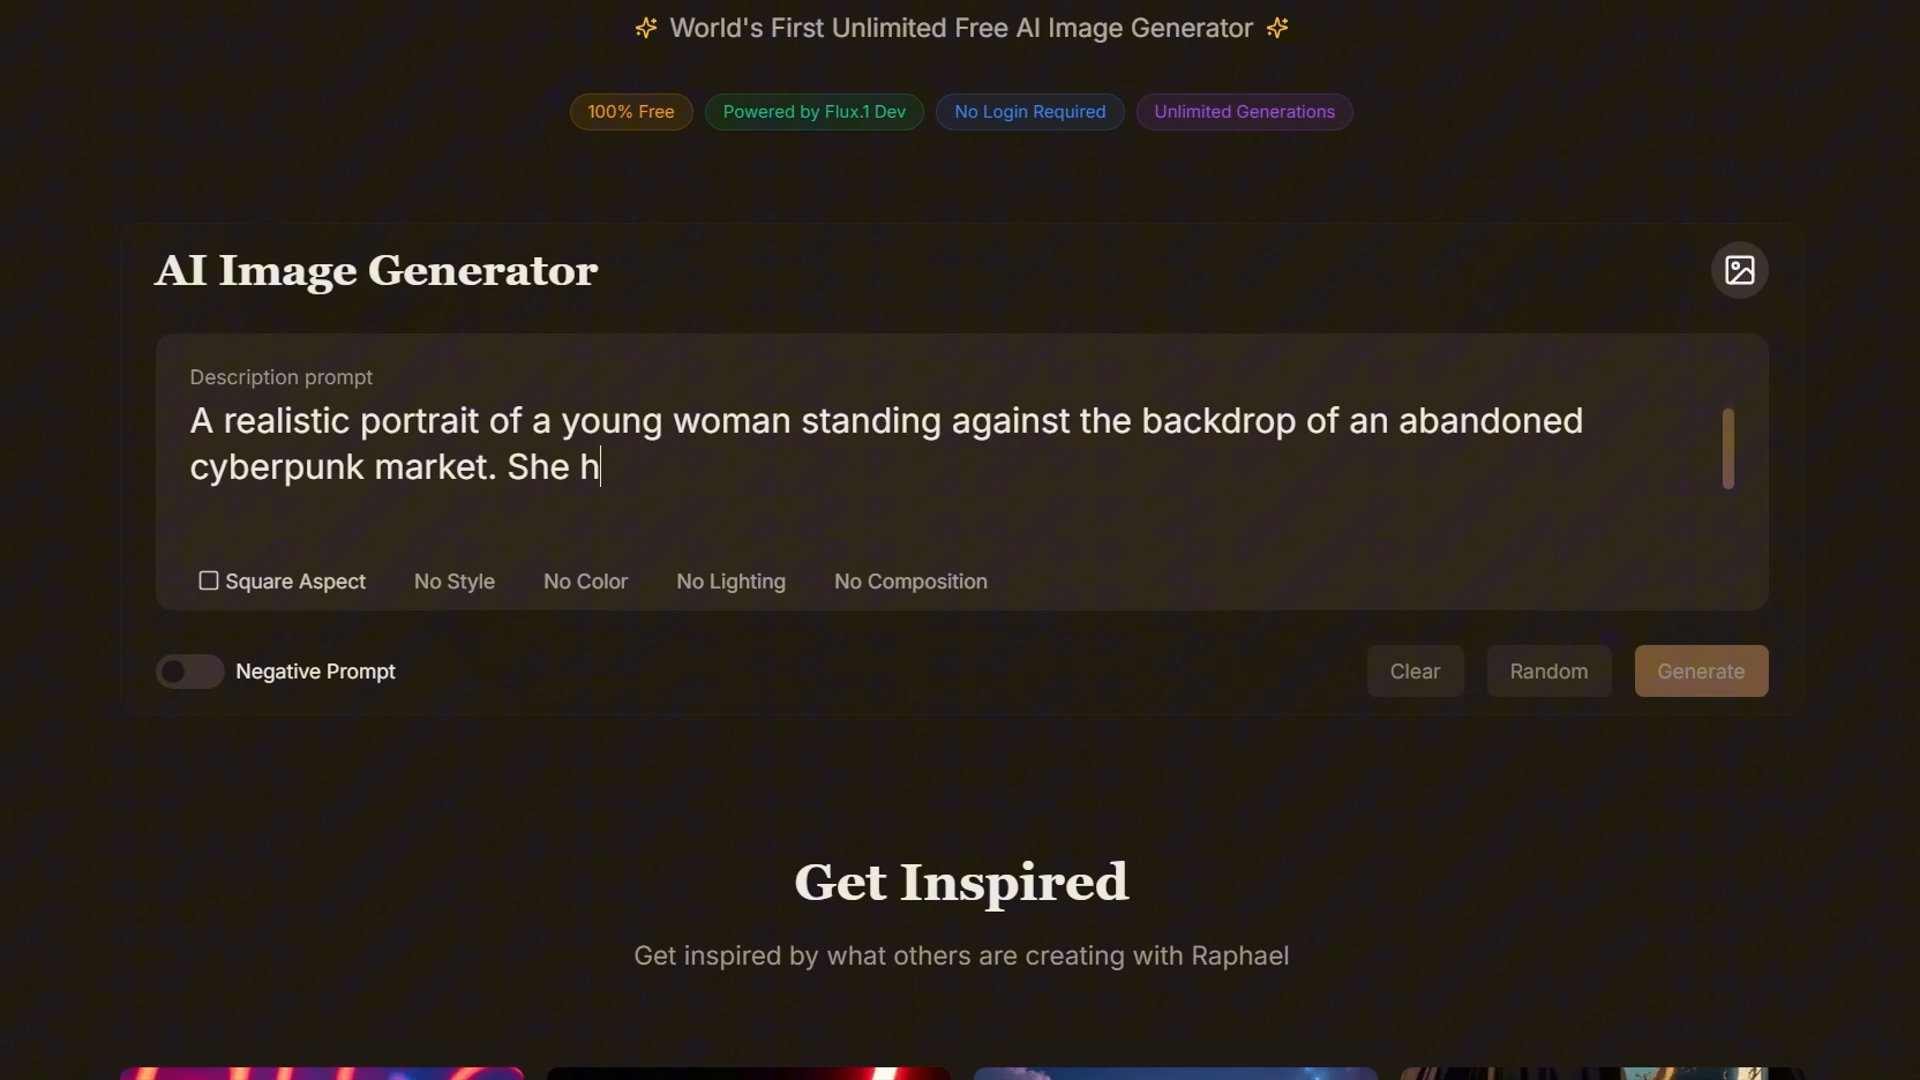 World's First Unlimited Free AI Image Generator
100% Free
Powered by Flux.1 Dev
No Login Required
Unlimited Generations
AI Image Generator
Description prompt
A realistic portrait of a young woman standing against the backdrop of an abandoned
cyberpunk market. She h
Square Aspect
No Style
No Color
No Lighting
No Composition
Negative Prompt
Clear
Random
Generate
Get Inspired
Get inspired by what others are creating with Raphael